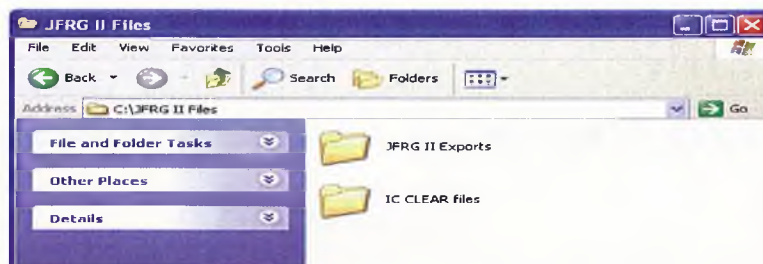 JFRG II Files
File Edit View Favorites Tools Help
Back Search Folders
Address C:\JFRG II Files Go
File and Folder Tasks
Other Places
Details
JFRG II Exports
IC CLEAR files